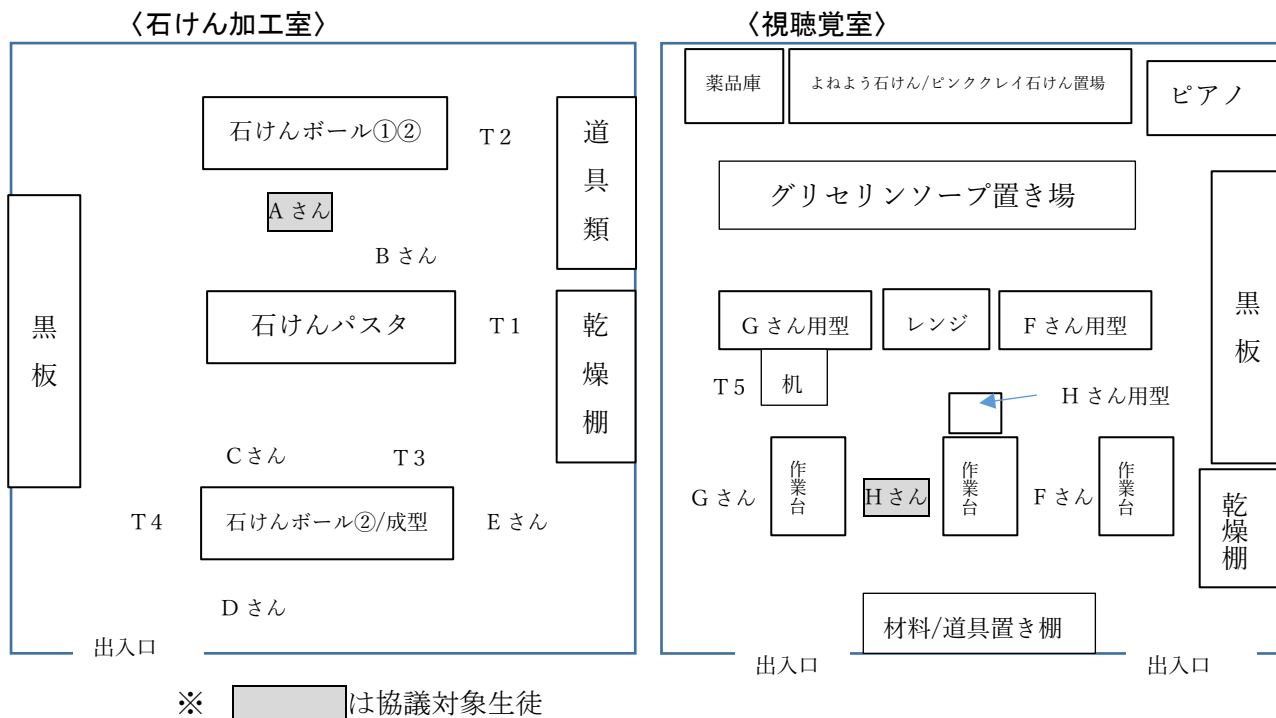 〈石けん加工室〉
石けんボール①②
T２
道具類
Aさん
Bさん
黒板
石けんパスタ
T１
乾燥棚
Cさん
T３
T４
石けんボール②/成型
Eさん
Dさん
出入口
〈視聴覚室〉
薬品庫
よねよう石けん/ピンククレイ石けん置場
ピアノ
グリセリンソープ置き場
黒板
Gさん用型
レンジ
Fさん用型
T５
机
Hさん用型
Gさん
作業台
Hさん
作業台
Fさん
作業台
乾燥棚
材料/道具置き棚
出入口
出入口
※ は協議対象生徒